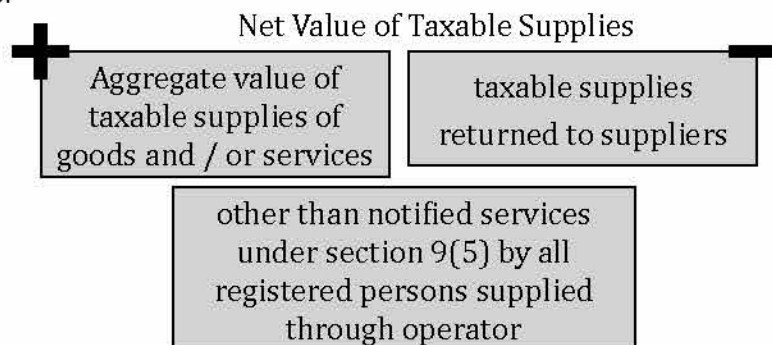 Net Value of Taxable Supplies
Aggregate value of
taxable supplies of
goods and / or services
taxable supplies
returned to suppliers
other than notified services
under section 9(5) by all
registered persons supplied
through operator